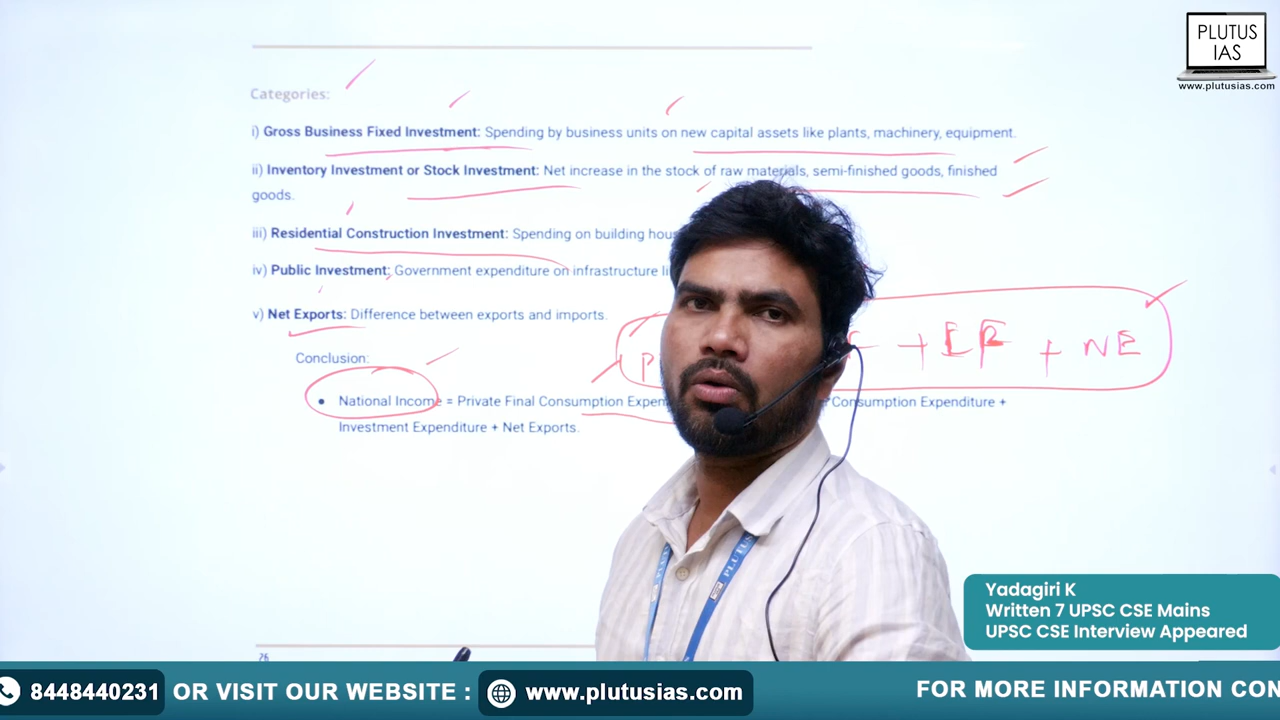 PLUTUS
IAS
www.plutusias.com
Categories:
i) Gross Business Fixed Investment: Spending by business units on new capital assets like plants, machinery, equipment.
ii) Inventory Investment or Stock Investment: Net increase in the stock of raw materials, semi-finished goods, finished
goods.
iii) Residential Construction Investment: Spending on building
iv) Public Investment: Government expenditure on infrastructure
v) Net Exports: Difference between exports and imports.
+ NE
Conclusion:
• National Income = Private Final Consumption Consumption Expenditure +
Investment Expenditure + Net Exports.
Yadagiri K
Written 7 UPSC CSE Mains
UPSC CSE Interview Appeared
26
8448440231 OR VISIT OUR WEBSITE : www.plutusias.com FOR MORE INFORMATION